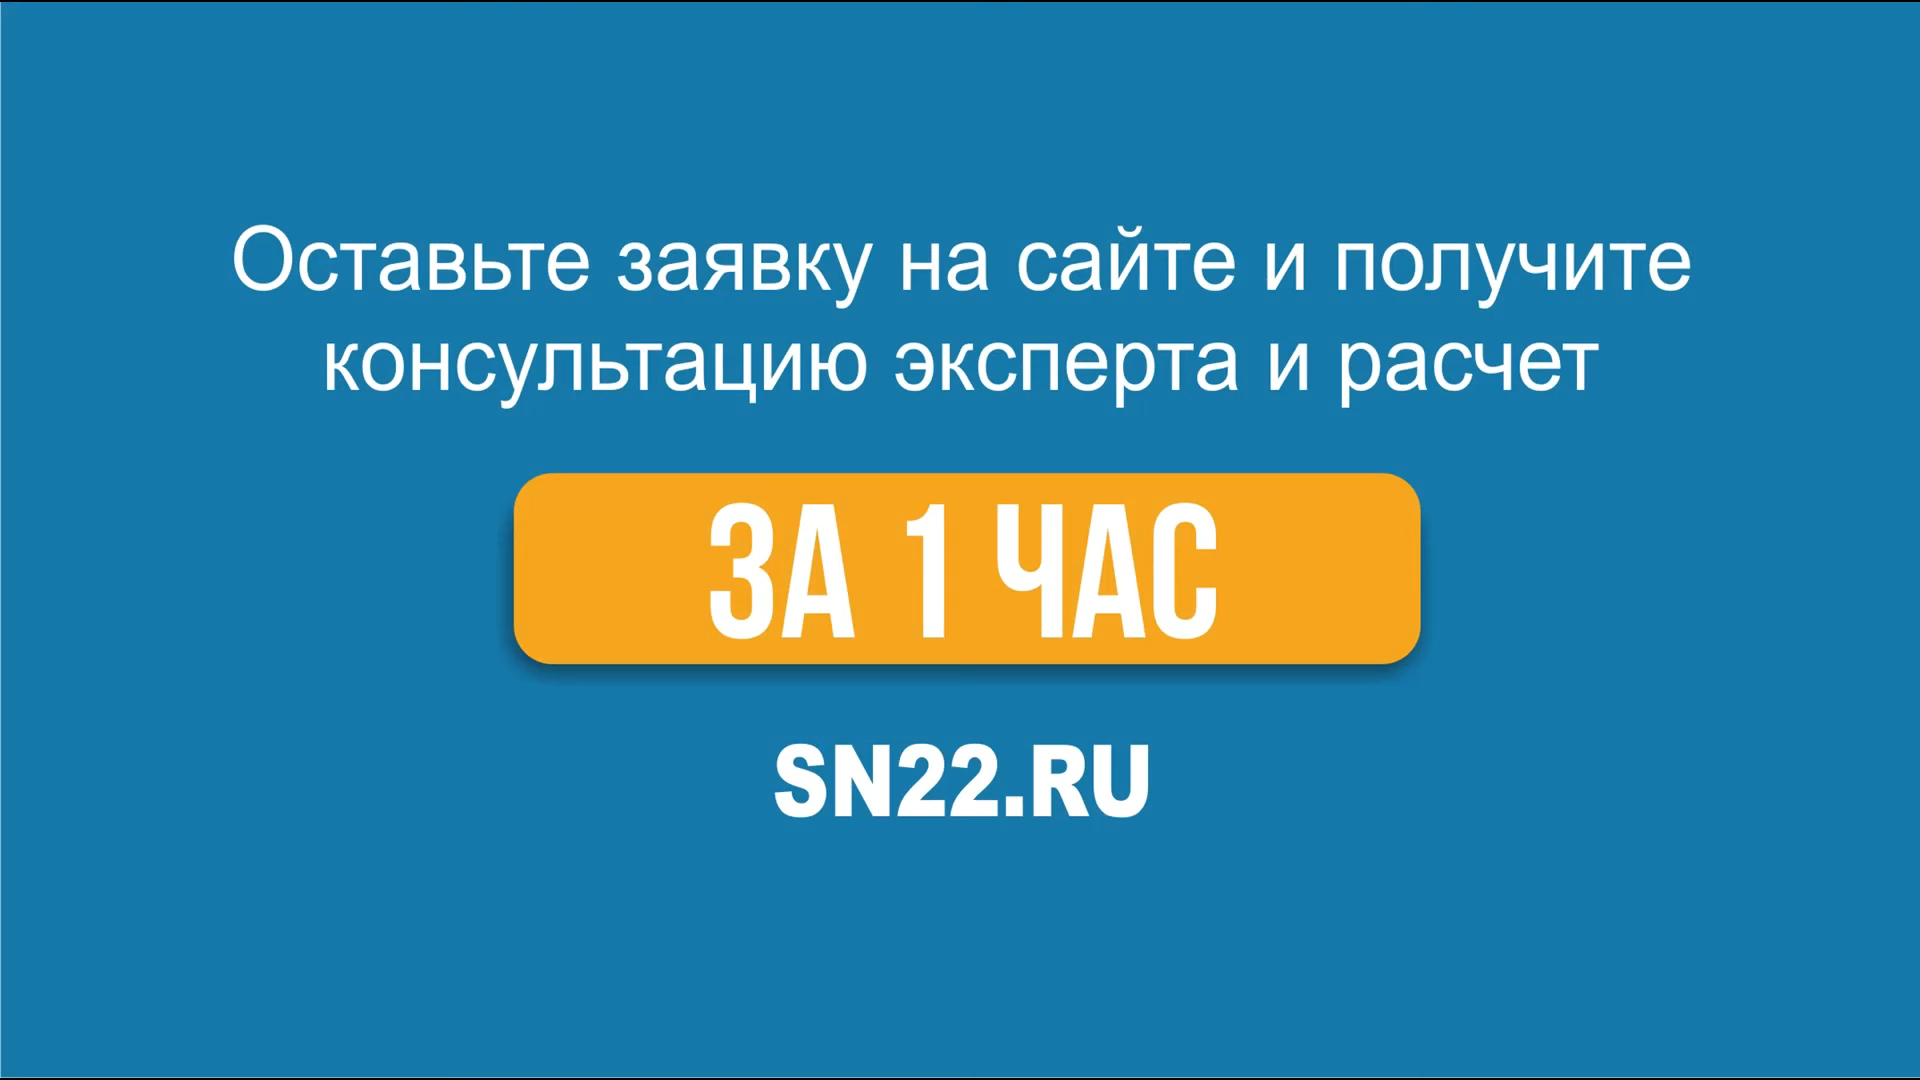 Оставьте заявку на сайте и получите
консультацию эксперта и расчет
ЗА 1 ЧАС
SN22.RU